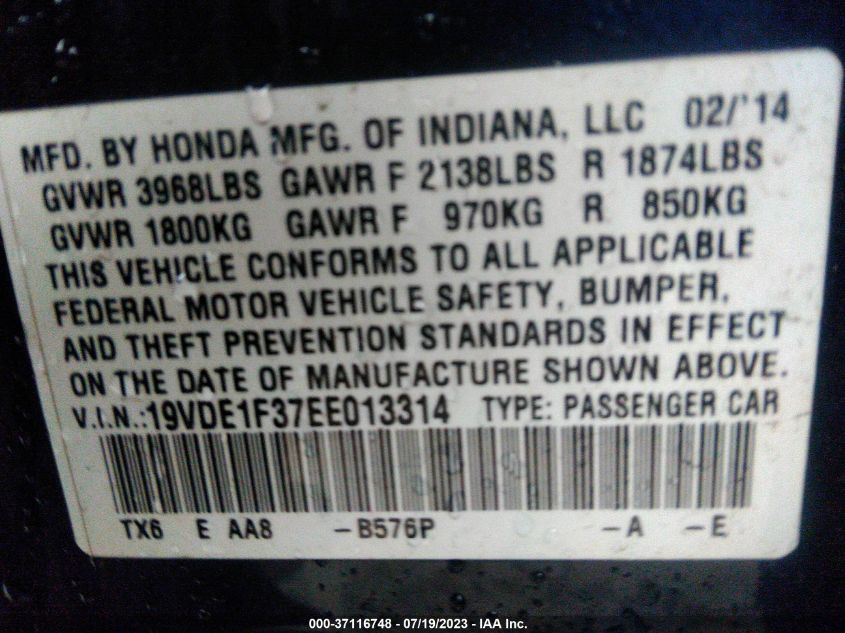 MFD. BY HONDA MFG. OF INDIANA, LLC 02/'14
GVWR 3968LBS GAWR F 2138LBS R 1874LBS
GVWR 1800KG GAWR F 970KG R 850KG
THIS VEHICLE CONFORMS TO ALL APPLICABLE
FEDERAL MOTOR VEHICLE SAFETY, BUMPER,
AND THEFT PREVENTION STANDARDS IN EFFECT
ON THE DATE OF MANUFACTURE SHOWN ABOVE.
V.I.N.:19VDE1F37EE013314 TYPE: PASSENGER CAR
TX6 E AA8 -B576P -A -E
000-37116748 - 07/19/2023 - IAA Inc.